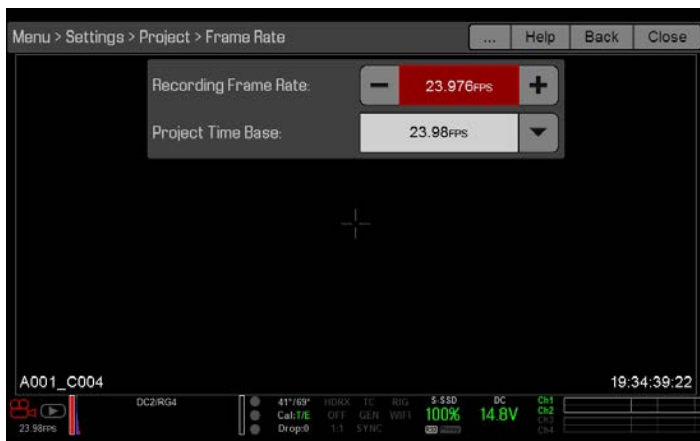 Menu > Settings > Project > Frame Rate ... Help Back Close
Recording Frame Rate: − 23.976FPS +
Project Time Base: 23.98FPS
A001_C004 19:34:39:22
DC2/RG4 41°/69° HDRX TC RIG S-SSD DC Ch1
Cal:T/E OFF GEN WIFI 100% 14.8V Ch2
23.98FPS Drop:0 1:1 SYNC Ch3
Ch4